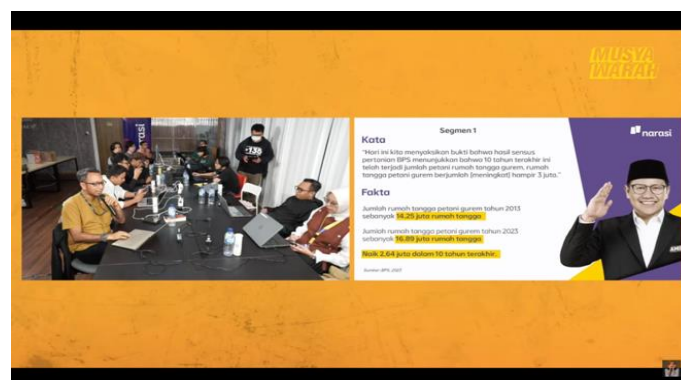 MUSYA
WARAH
narasi
Segmen 1
narasi
Kata
"Hari ini kita menyaksikan bukti bahwa hasil sensus
pertanian BPS menunjukkan bahwa 10 tahun terakhir ini
telah terjadi jumlah petani rumah tangga gurem, rumah
tangga petani gurem berjumlah [meningkat] hampir 3 juta."
Fakta
Jumlah rumah tangga petani gurem tahun 2013
sebanyak 14,25 juta rumah tangga
Jumlah rumah tangga petani gurem tahun 2023
sebanyak 16,89 juta rumah tangga
Naik 2,64 juta dalam 10 tahun terakhir.
Sumber: BPS, 2023